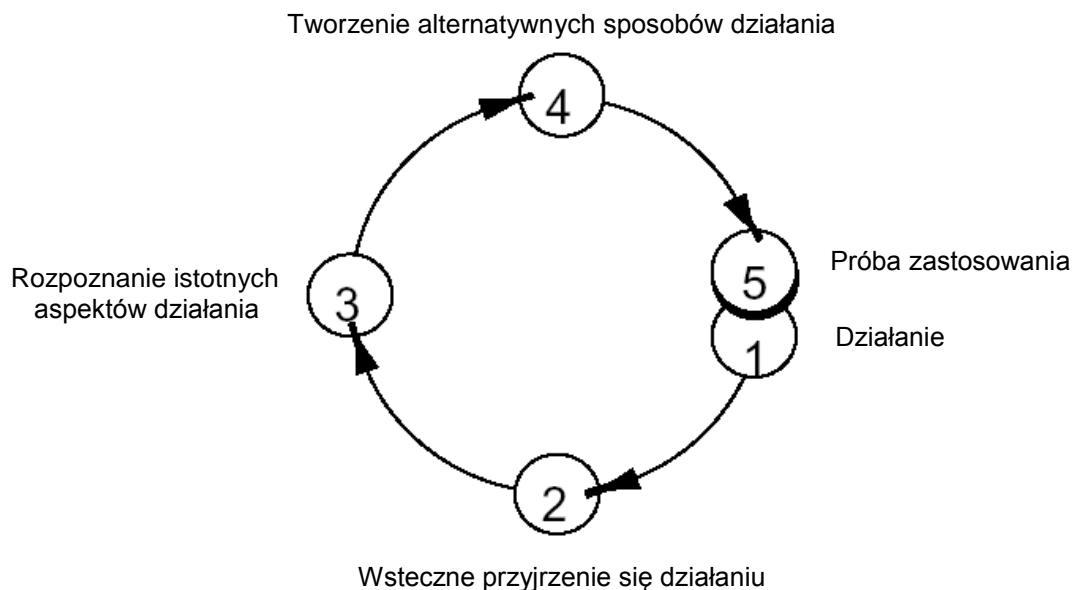 Tworzenie alternatywnych sposobów działania
4
5
Próba zastosowania
Rozpoznanie istotnych
aspektów działania
3
1
Działanie
2
Wsteczne przyjrzenie się działaniu